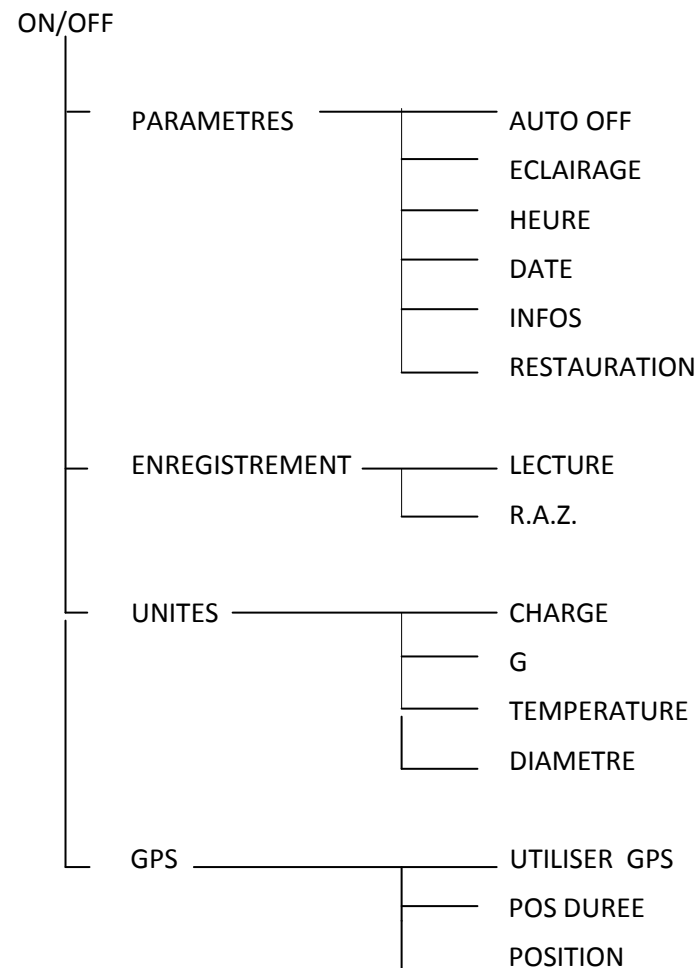 ON/OFF
PARAMETRES
AUTO OFF
ECLAIRAGE
HEURE
DATE
INFOS
RESTAURATION
ENREGISTREMENT
LECTURE
R.A.Z.
UNITES
CHARGE
G
TEMPERATURE
DIAMETRE
GPS
UTILISER GPS
POS DUREE
POSITION